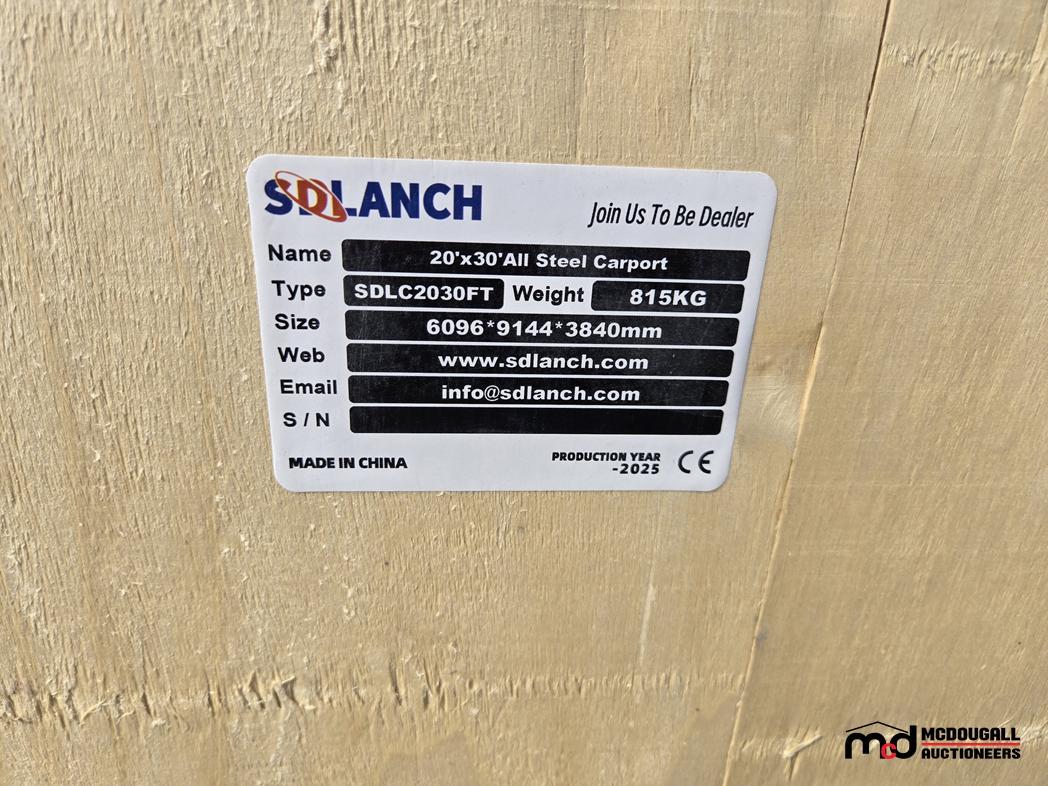 SDLANCH
Join Us To Be Dealer
Name 20'x30'All Steel Carport
Type SDLC2030FT Weight 815KG
Size 6096*9144*3840mm
Web www.sdlanch.com
Email info@sdlanch.com
S / N
MADE IN CHINA
PRODUCTION YEAR
-2025
CE
mcd
MCDOUGALL
AUCTIONEERS